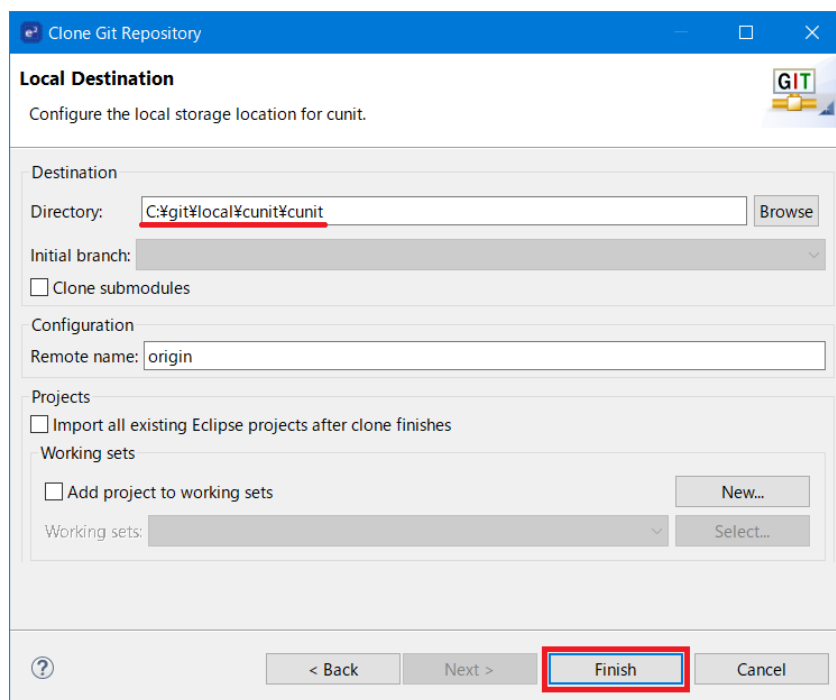 e² Clone Git Repository
Local Destination
GIT
Configure the local storage location for cunit.
Destination
Directory: C:¥git¥local¥cunit¥cunit Browse
Initial branch:
Clone submodules
Configuration
Remote name: origin
Projects
Import all existing Eclipse projects after clone finishes
Working sets
Add project to working sets New...
Working sets: Select...
? < Back Next > Finish Cancel